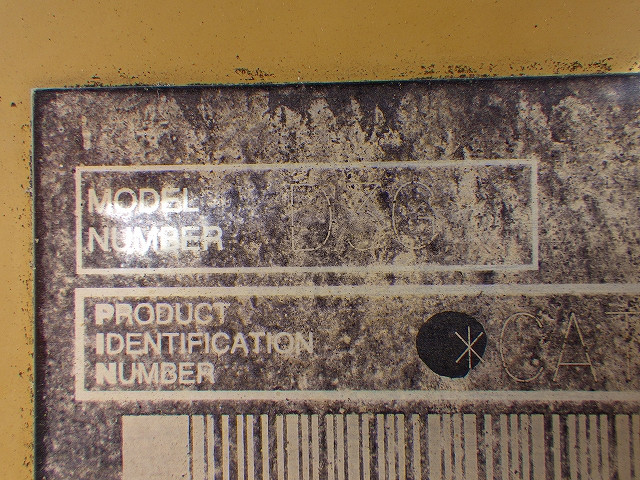 MODEL
NUMBER D5G
PRODUCT
IDENTIFICATION *CAT
NUMBER